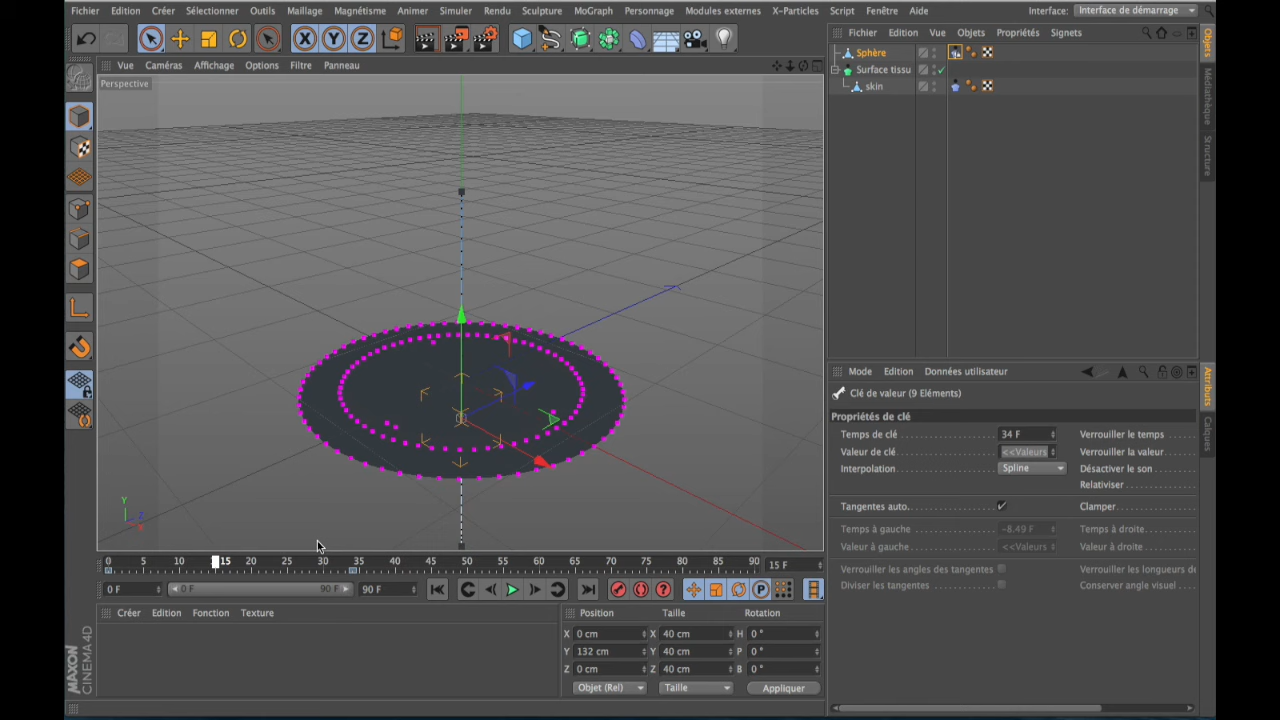 Fichier Edition Créer Sélectionner Outils Maillage Magnétisme Animer Simuler Rendu Sculpture MoGraph Personnage Modules externes X-Particles Script Fenêtre Aide Interface: Interface de démarrage
X Y Z
Fichier Edition Vue Objets Propriétés Signets
Vue Caméras Affichage Options Filtre Panneau
Perspective
Sphère
Surface tissu
skin
Objets
Médiathèque
Structure
Mode Edition Données utilisateur
Clé de valeur (9 Eléments)
Propriétés de clé
Temps de clé 34 F Verrouiller le temps
Valeur de clé <<Valeurs Verrouiller la valeur
Interpolation Spline Désactiver le son
Relativiser
Tangentes auto. Clamper
Temps à gauche -8.49 F Temps à droite
Valeur à gauche <<Valeurs Valeur à droite
Verrouiller les angles des tangentes Verrouiller les longueurs de
Diviser les tangentes Conserver angle visuel
Attributs
Calques
Y
Z
X
0 5 10 15 20 25 30 35 40 45 50 55 60 65 70 75 80 85 90 15 F
0 F 0 F 90 F 90 F P
Créer Edition Fonction Texture
Position Taille Rotation
X 0 cm X 40 cm H 0 °
Y 132 cm Y 40 cm P 0 °
Z 0 cm Z 40 cm B 0 °
Objet (Rel) Taille Appliquer
MAXON
CINEMA 4D